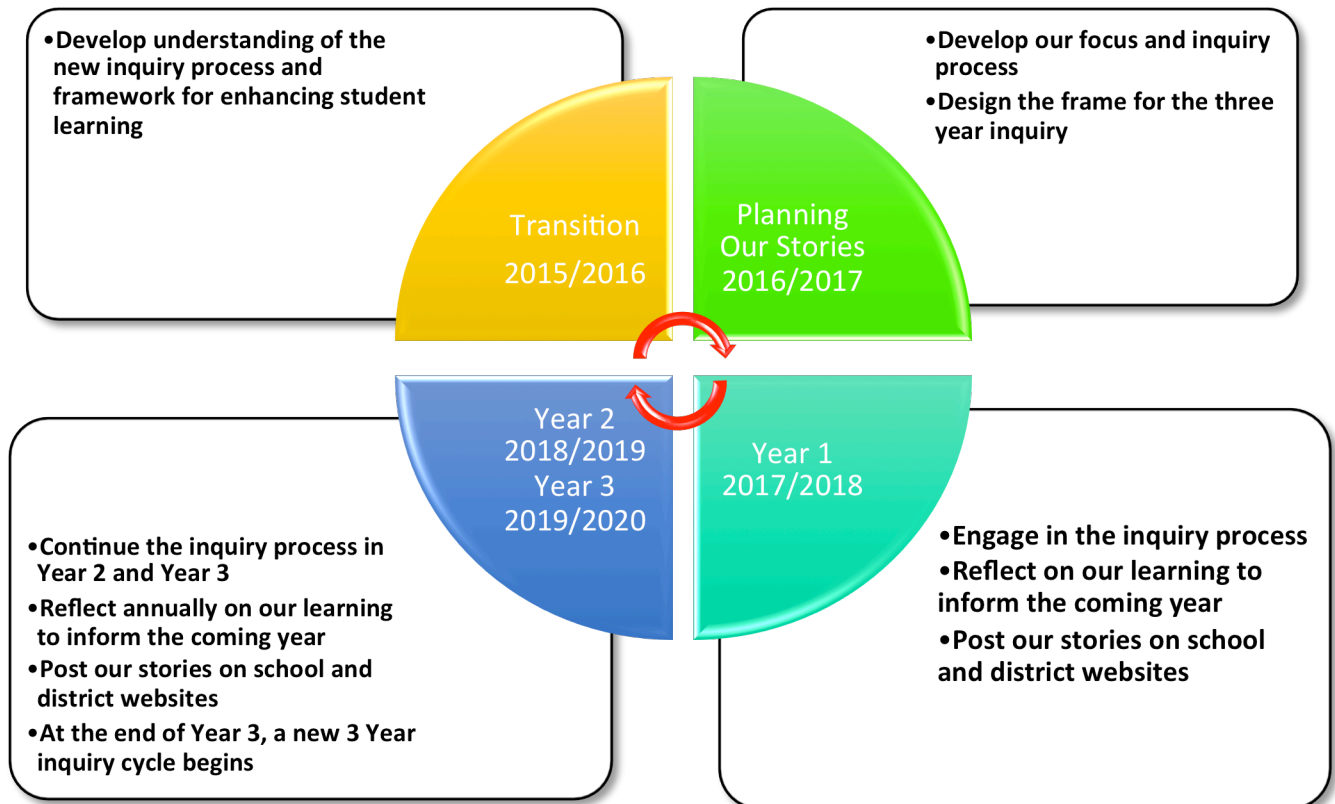 •Develop understanding of the
new inquiry process and
framework for enhancing student
learning
Transition
2015/2016
•Develop our focus and inquiry
process
•Design the frame for the three
year inquiry
Planning
Our Stories
2016/2017
Year 1
2017/2018
•Engage in the inquiry process
•Reflect on our learning to
inform the coming year
•Post our stories on school
and district websites
Year 2
2018/2019
Year 3
2019/2020
•Continue the inquiry process in
Year 2 and Year 3
•Reflect annually on our learning
to inform the coming year
•Post our stories on school and
district websites
•At the end of Year 3, a new 3 Year
inquiry cycle begins